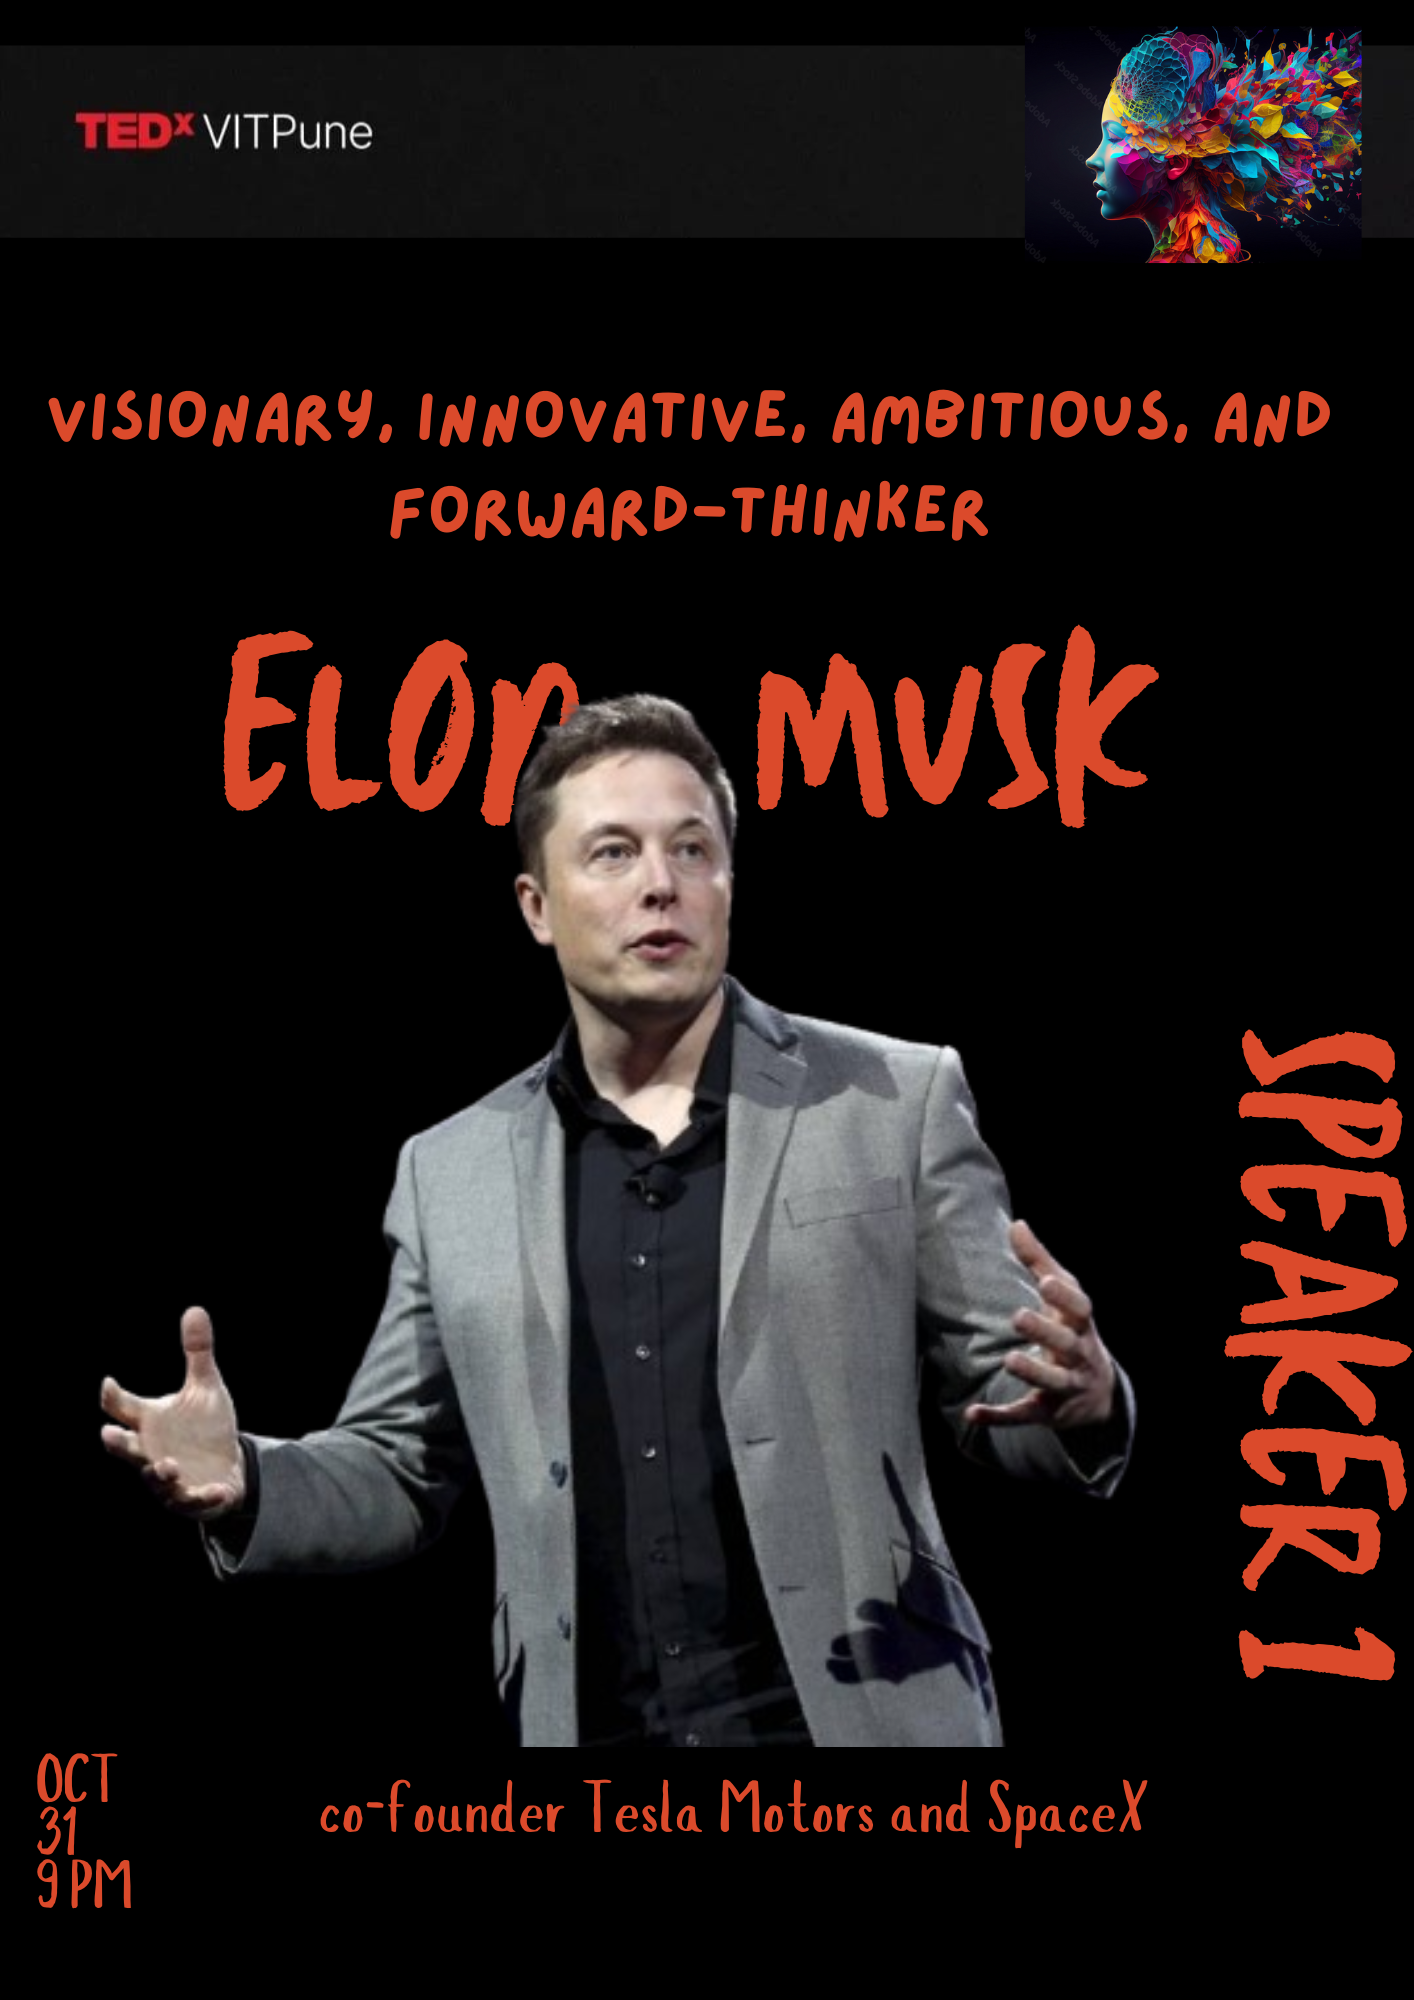 TEDx VITPune
VISIONARY, INNOVATIVE, AMBITIOUS, AND
FORWARD-THINKER
ELON MUSK
SPEAKER 1
OCT
31
9 PM
co-founder Tesla Motors and SpaceX